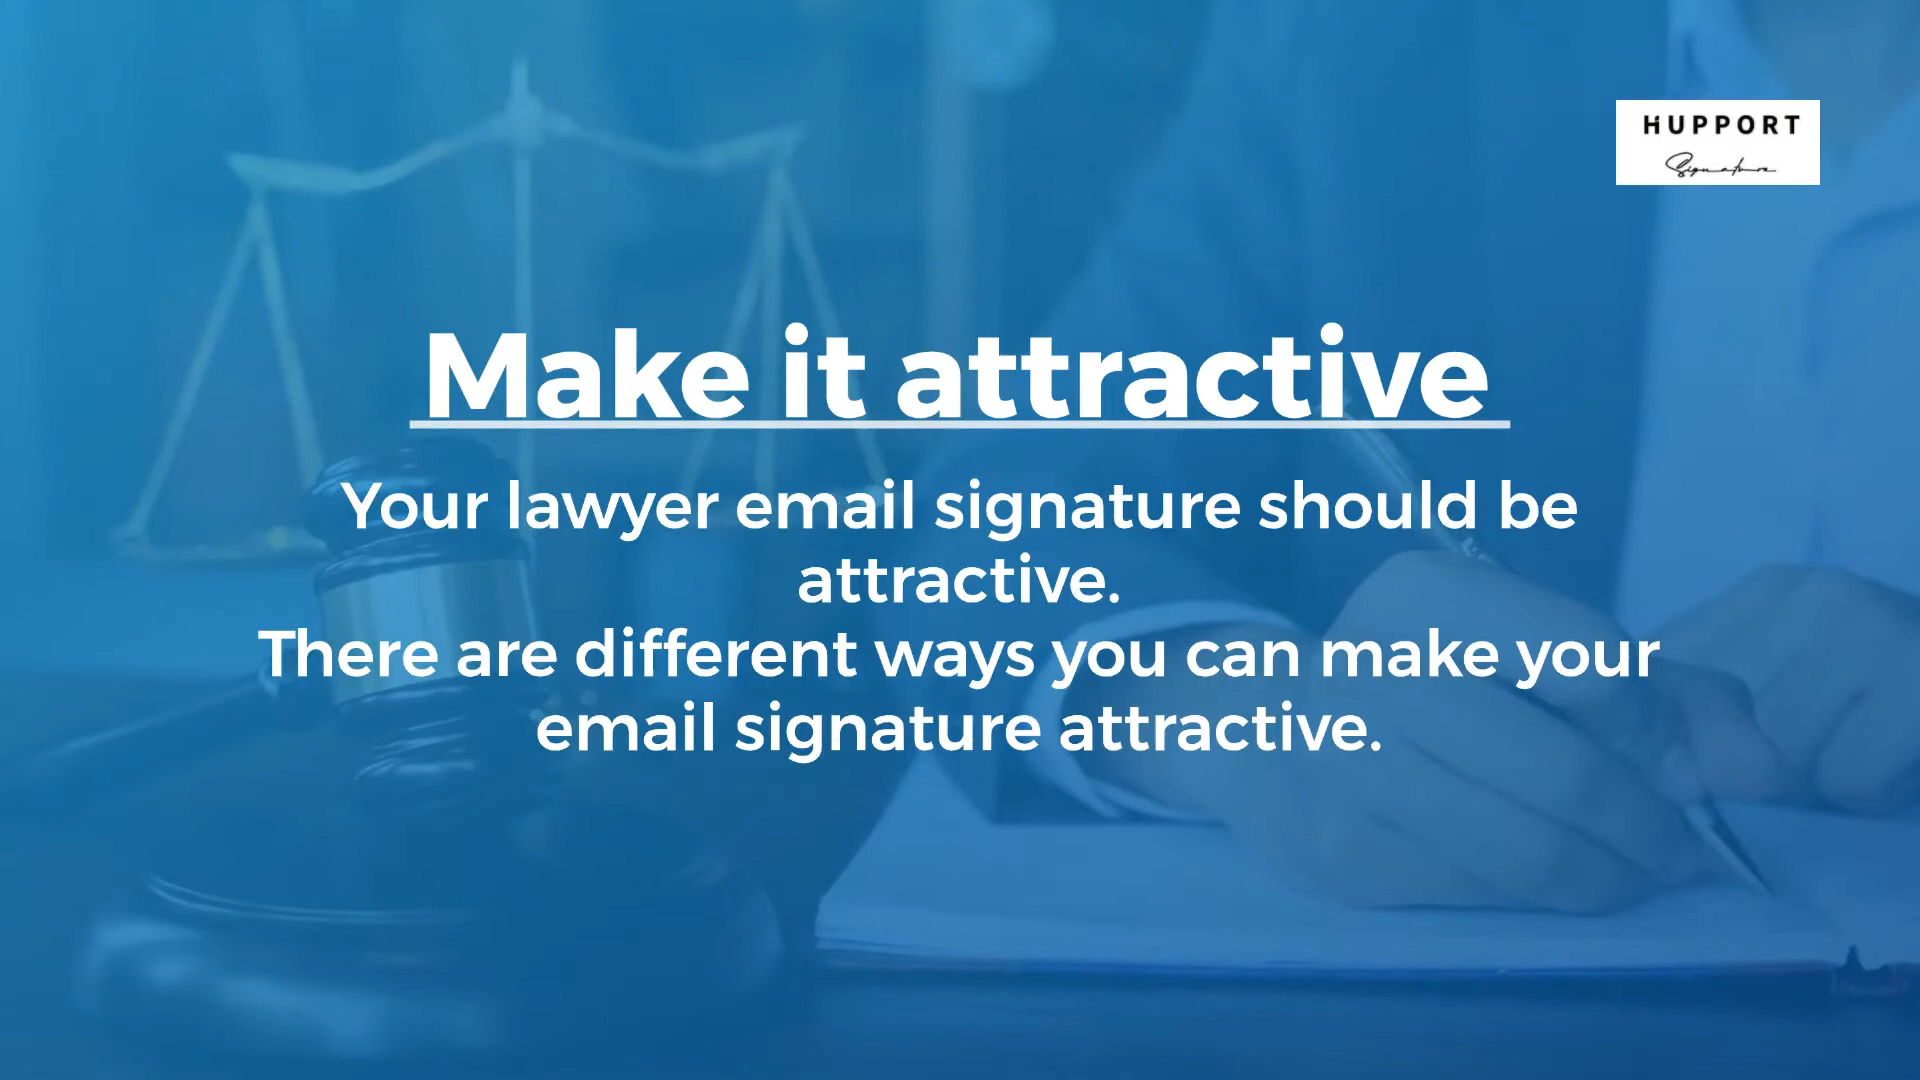 HUPPORT
Signature
Make it attractive
Your lawyer email signature should be
attractive.
There are different ways you can make your
email signature attractive.